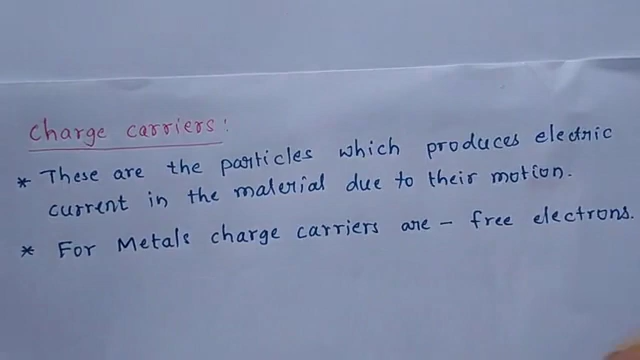 Charge carriers:
* These are the particles which produces electric
current in the material due to their motion.
* For Metals charge carriers are - free electrons.